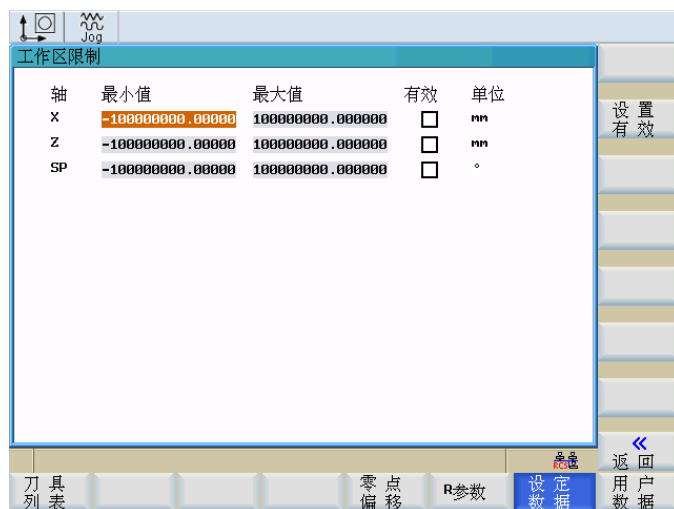 Jog
工作区限制
轴 最小值 最大值 有效 单位
X -100000000.00000 100000000.000000 mm
Z -100000000.00000 100000000.000000 mm
SP -100000000.00000 100000000.000000 °
设置
有效
«
返回
RCS
刀具
列表
零点
偏移
R参数
设定
数据
用户
数据